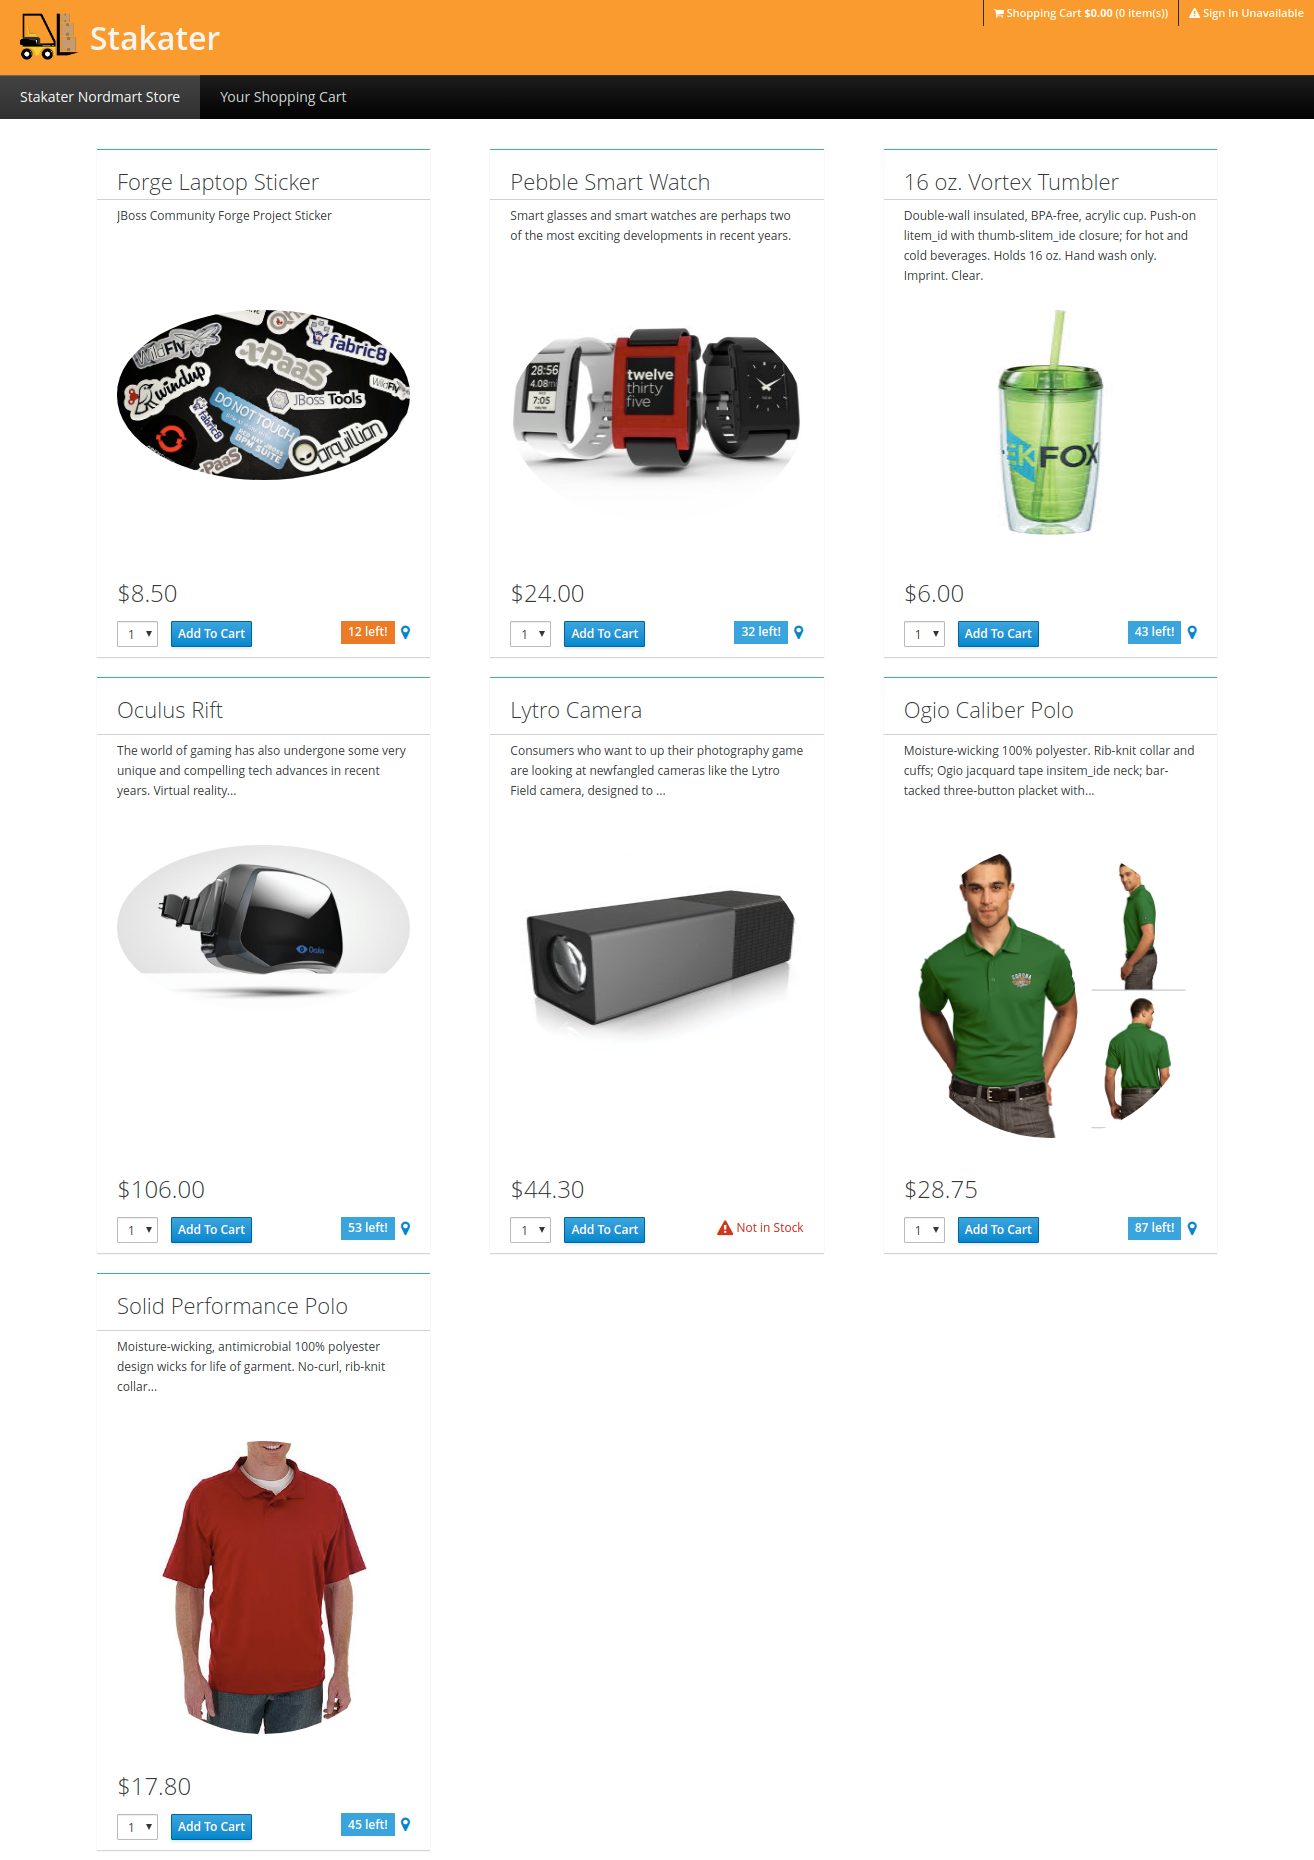 Shopping Cart $0.00 (0 item(s))
Sign In Unavailable
Stakater
Stakater Nordmart Store
Your Shopping Cart
Forge Laptop Sticker
JBoss Community Forge Project Sticker
WildFly
fabric8
xPaaS
WildFly
windup
JBoss Tools
DO NOT TOUCH
fabric8
BPM SUITE
arquillian
xPaaS
$8.50
1
Add To Cart
12 left!
Pebble Smart Watch
Smart glasses and smart watches are perhaps two
of the most exciting developments in recent years.
28:56
4.08mi
7:05
twelve
thirty
five
$24.00
1
Add To Cart
32 left!
16 oz. Vortex Tumbler
Double-wall insulated, BPA-free, acrylic cup. Push-on
litem_id with thumb-slitem_ide closure; for hot and
cold beverages. Holds 16 oz. Hand wash only.
Imprint. Clear.
EKFOX
$6.00
1
Add To Cart
43 left!
Oculus Rift
The world of gaming has also undergone some very
unique and compelling tech advances in recent
years. Virtual reality...
Oculus
$106.00
1
Add To Cart
53 left!
Lytro Camera
Consumers who want to up their photography game
are looking at newfangled cameras like the Lytro
Field camera, designed to ...
$44.30
1
Add To Cart
Not in Stock
Ogio Caliber Polo
Moisture-wicking 100% polyester. Rib-knit collar and
cuffs; Ogio jacquard tape insitem_ide neck; bar-
tacked three-button placket with...
$28.75
1
Add To Cart
87 left!
Solid Performance Polo
Moisture-wicking, antimicrobial 100% polyester
design wicks for life of garment. No-curl, rib-knit
collar...
$17.80
1
Add To Cart
45 left!